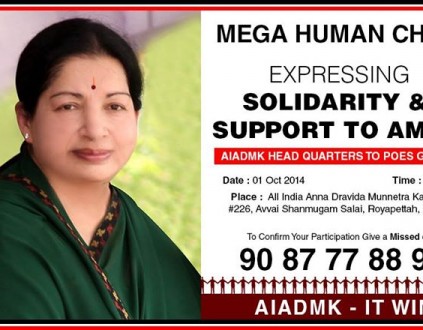 MEGA HUMAN CH
EXPRESSING
SOLIDARITY &
SUPPORT TO AM
AIADMK HEAD QUARTERS TO POES G
Date : 01 Oct 2014 Time :
Place : All India Anna Dravida Munnetra Ka
#226, Avvai Shanmugam Salai, Royapettah,
To Confirm Your Participation Give a Missed
90 87 77 88 9
AIADMK - IT WIN